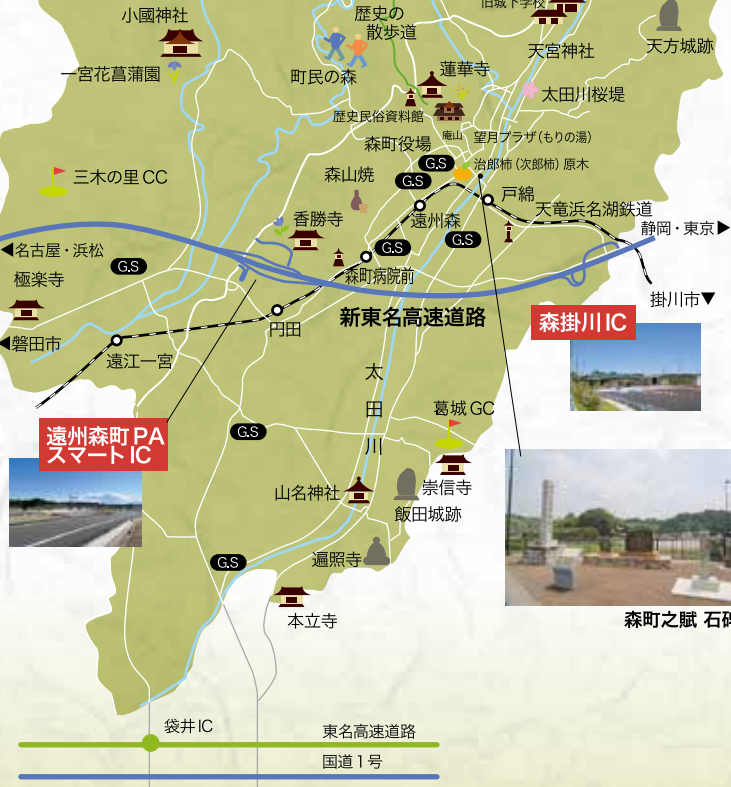 旧城下学校
小國神社
歴史の
散歩道
天宮神社
天方城跡
一宮花菖蒲園
町民の森
蓮華寺
太田川桜堤
歴史民俗資料館
森町役場
庵山
望月プラザ（もりの湯）
G.S
治郎柿（次郎柿）原木
三木の里CC
森山焼
G.S
戸綿
天竜浜名湖鉄道
香勝寺
遠州森
静岡・東京▶
◀名古屋・浜松
G.S
G.S
G.S
森町病院前
極楽寺
掛川市▼
新東名高速道路
森掛川IC
円田
◀磐田市
遠江一宮
太田川
葛城GC
遠州森町PA
スマートIC
G.S
山名神社
崇信寺
飯田城跡
遍照寺
G.S
本立寺
森町之賦 石碑
袋井IC
東名高速道路
国道1号